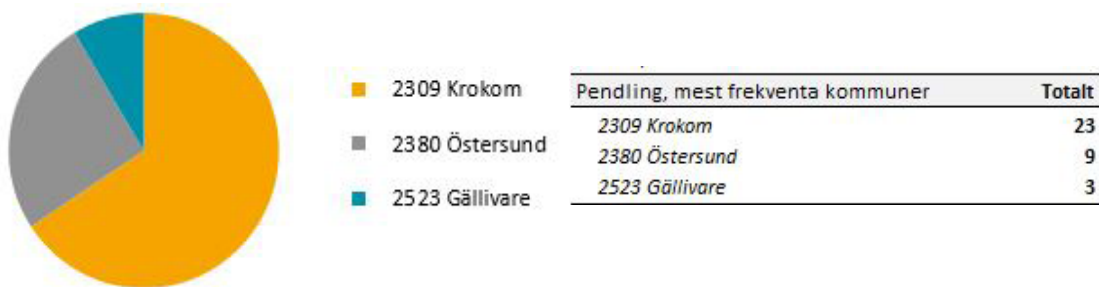 2309 Krokom
2380 Östersund
2523 Gällivare
Pendling, mest frekventa kommuner Totalt
2309 Krokom 23
2380 Östersund 9
2523 Gällivare 3